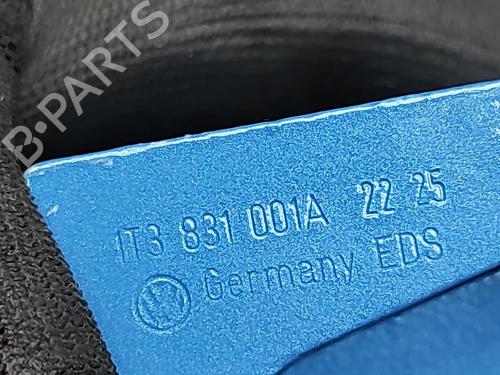 B-PARTS
1T3 831 001A 22 25
Germany EDS